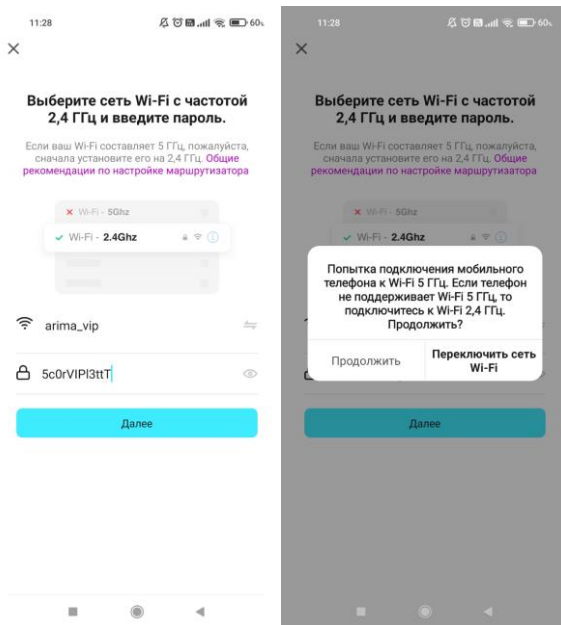 11:28
60%
Выберите сеть Wi-Fi с частотой
2,4 ГГц и введите пароль.
Если ваш Wi-Fi составляет 5 ГГц, пожалуйста,
сначала установите его на 2,4 ГГц. Общие
рекомендации по настройке маршрутизатора
Wi-Fi - 5Ghz
Wi-Fi - 2.4Ghz
arima_vip
5c0rVIPl3ttT
Далее
11:28
60%
Выберите сеть Wi-Fi с частотой
2,4 ГГц и введите пароль.
Если ваш Wi-Fi составляет 5 ГГц, пожалуйста,
сначала установите его на 2,4 ГГц. Общие
рекомендации по настройке маршрутизатора
Wi-Fi - 5Ghz
Wi-Fi - 2.4Ghz
Попытка подключения мобильного
телефона к Wi-Fi 5 ГГц. Если телефон
не поддерживает Wi-Fi 5 ГГц, то
подключитесь к Wi-Fi 2,4 ГГц.
Продолжить?
Продолжить
Переключить сеть
Wi-Fi
Далее